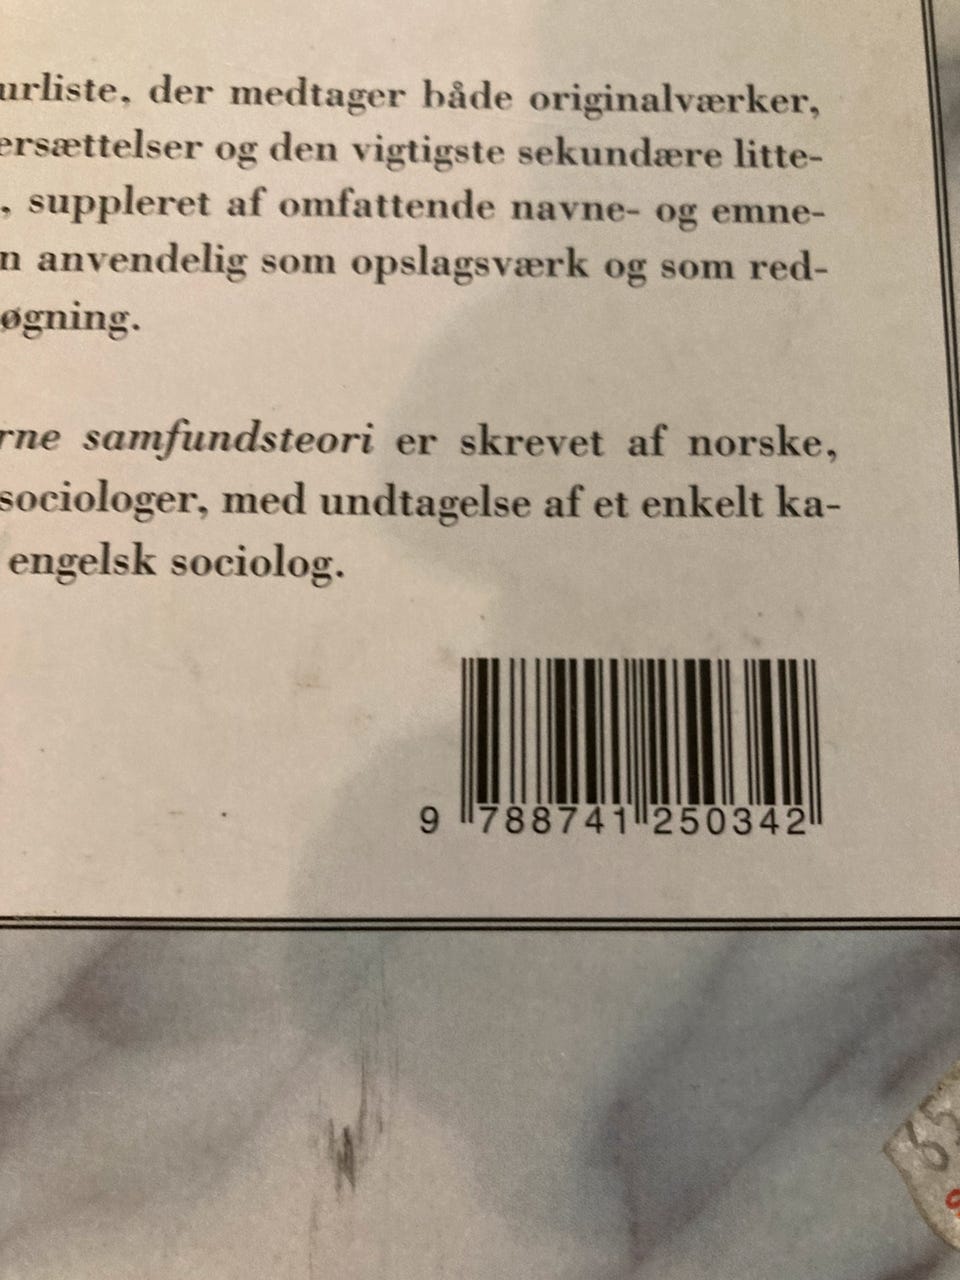 urliste, der medtager både originalværker,
ersættelser og den vigtigste sekundære litte-
, suppleret af omfattende navne- og emne-
n anvendelig som opslagsværk og som red-
øgning.
rne samfundsteori er skrevet af norske,
sociologer, med undtagelse af et enkelt ka-
engelsk sociolog.
9 788741 250342
65